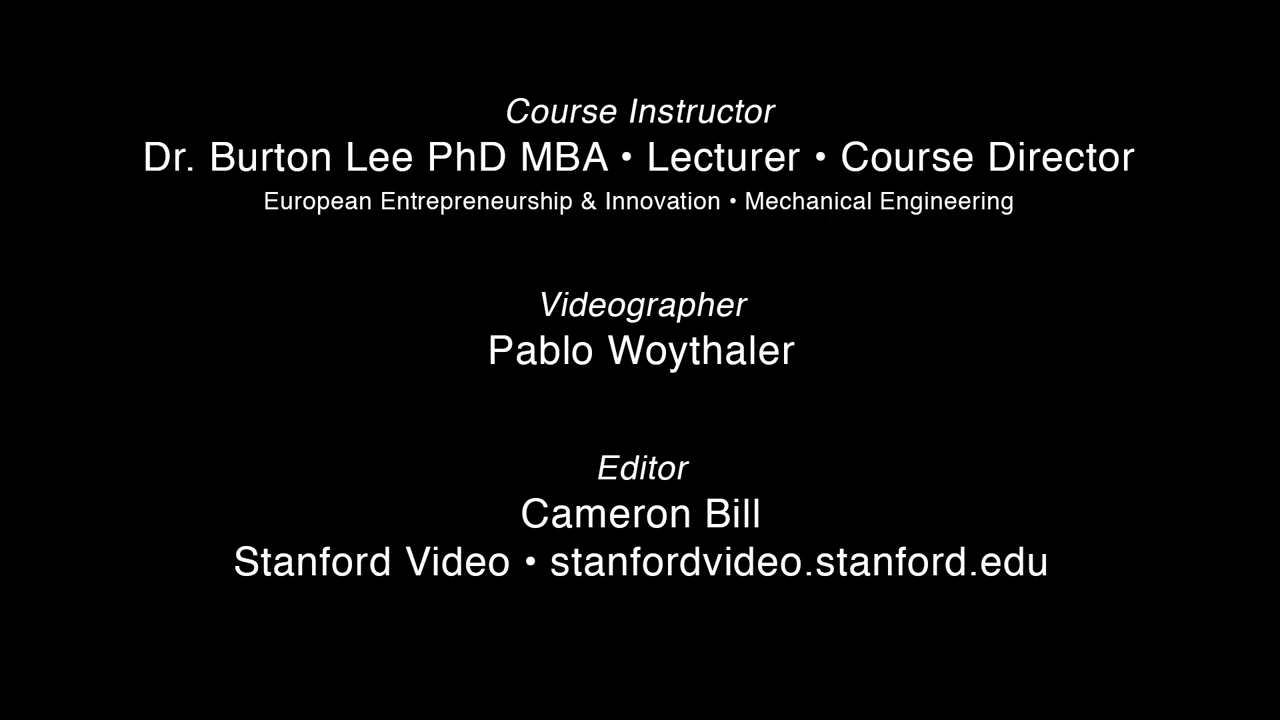 Course Instructor
Dr. Burton Lee PhD MBA • Lecturer • Course Director
European Entrepreneurship & Innovation • Mechanical Engineering
Videographer
Pablo Woythaler
Editor
Cameron Bill
Stanford Video • stanfordvideo.stanford.edu